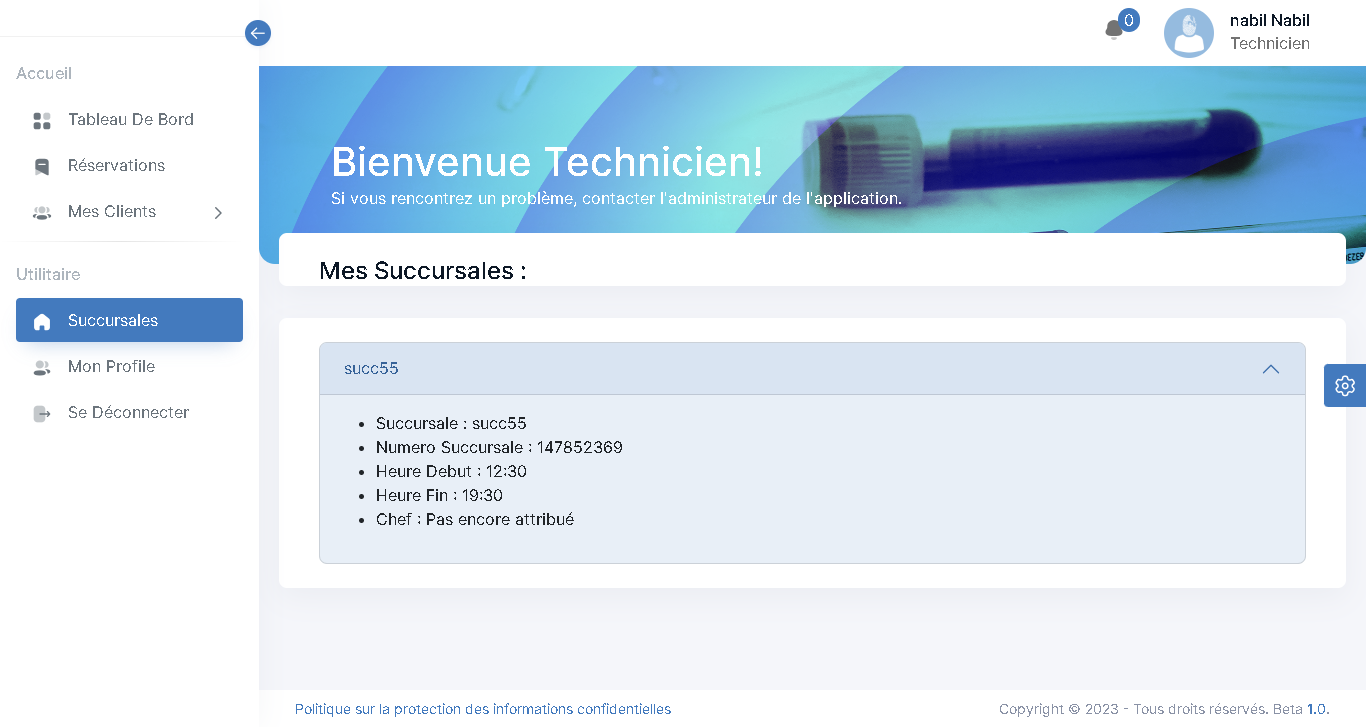 0
nabil Nabil
Technicien
Accueil
Tableau De Bord
Réservations
Mes Clients
Utilitaire
Succursales
Mon Profile
Se Déconnecter
Bienvenue Technicien!
Si vous rencontrez un problème, contacter l'administrateur de l'application.
Mes Succursales :
succ55
Succursale : succ55
Numero Succursale : 147852369
Heure Debut : 12:30
Heure Fin : 19:30
Chef : Pas encore attribué
Politique sur la protection des informations confidentielles
Copyright © 2023 - Tous droits réservés. Beta 1.0.